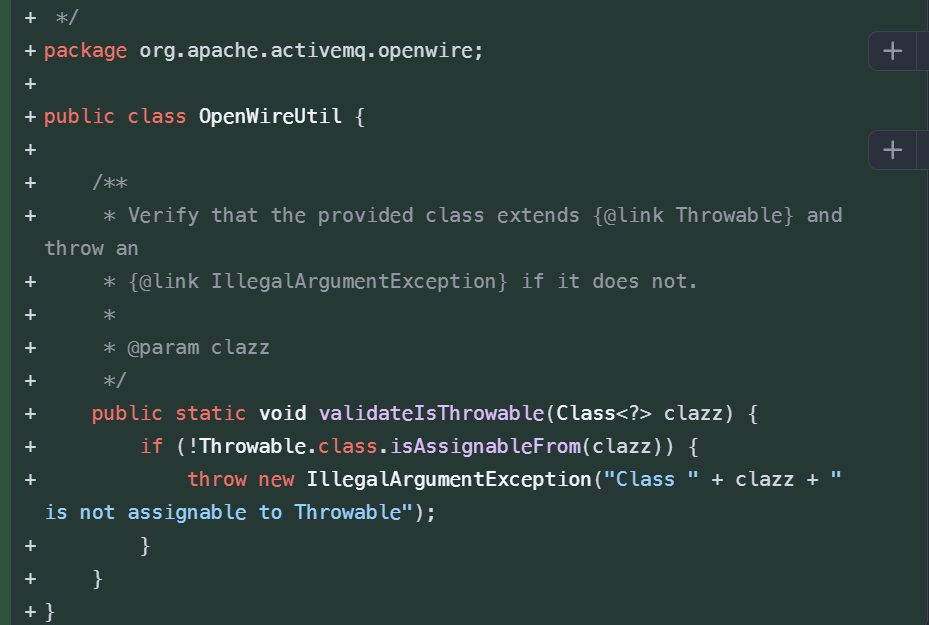 + */
+ package org.apache.activemq.openwire;
+
+ public class OpenWireUtil {
+
+     /**
+      * Verify that the provided class extends {@link Throwable} and
throw an
+      * {@link IllegalArgumentException} if it does not.
+      *
+      * @param clazz
+      */
+     public static void validateIsThrowable(Class<?> clazz) {
+         if (!Throwable.class.isAssignableFrom(clazz)) {
+             throw new IllegalArgumentException("Class " + clazz + "
is not assignable to Throwable");
+         }
+     }
+ }